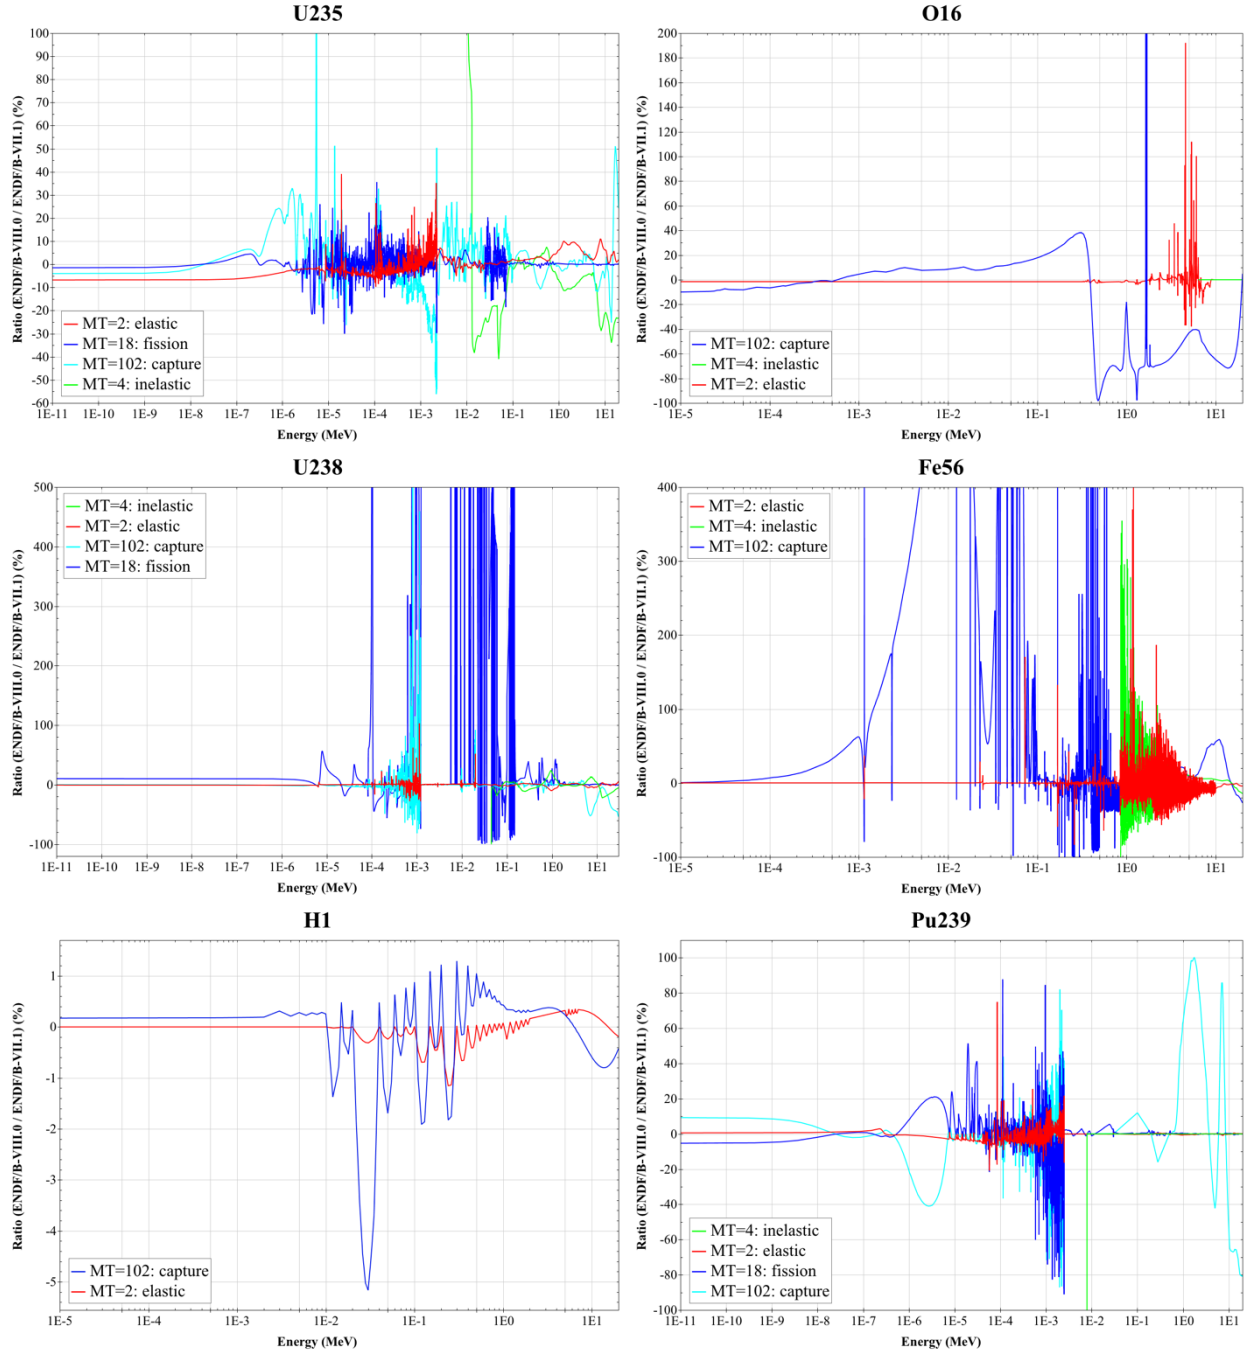 U235
Ratio (ENDF/B-VIII.0 / ENDF/B-VII.1) (%)
100
90
80
70
60
50
40
30
20
10
0
-10
-20
-30
-40
-50
-60
MT=2: elastic
MT=18: fission
MT=102: capture
MT=4: inelastic
1E-11 1E-10 1E-9 1E-8 1E-7 1E-6 1E-5 1E-4 1E-3 1E-2 1E-1 1E0 1E1
Energy (MeV)
O16
Ratio (ENDF/B-VIII.0 / ENDF/B-VII.1) (%)
200
180
160
140
120
100
80
60
40
20
0
-20
-40
-60
-80
-100
MT=102: capture
MT=4: inelastic
MT=2: elastic
1E-5 1E-4 1E-3 1E-2 1E-1 1E0 1E1
Energy (MeV)
U238
Ratio (ENDF/B-VIII.0 / ENDF/B-VII.1) (%)
500
400
300
200
100
0
-100
MT=4: inelastic
MT=2: elastic
MT=102: capture
MT=18: fission
1E-11 1E-10 1E-9 1E-8 1E-7 1E-6 1E-5 1E-4 1E-3 1E-2 1E-1 1E0 1E1
Energy (MeV)
Fe56
Ratio (ENDF/B-VIII.0 / ENDF/B-VII.1) (%)
400
300
200
100
0
-100
MT=2: elastic
MT=4: inelastic
MT=102: capture
1E-5 1E-4 1E-3 1E-2 1E-1 1E0 1E1
Energy (MeV)
H1
Ratio (ENDF/B-VIII.0 / ENDF/B-VII.1) (%)
1
0
-1
-2
-3
-4
-5
MT=102: capture
MT=2: elastic
1E-5 1E-4 1E-3 1E-2 1E-1 1E0 1E1
Energy (MeV)
Pu239
Ratio (ENDF/B-VIII.0 / ENDF/B-VII.1) (%)
100
80
60
40
20
0
-20
-40
-60
-80
-100
MT=4: inelastic
MT=2: elastic
MT=18: fission
MT=102: capture
1E-11 1E-10 1E-9 1E-8 1E-7 1E-6 1E-5 1E-4 1E-3 1E-2 1E-1 1E0 1E1
Energy (MeV)